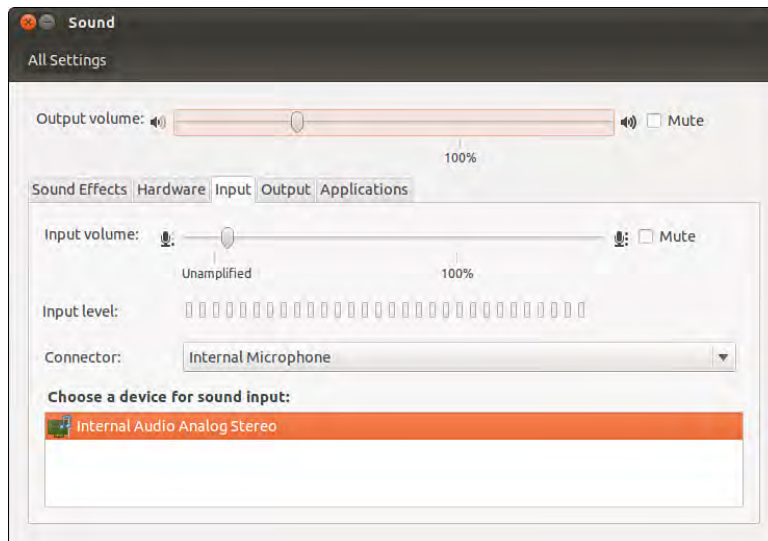 Sound
All Settings
Output volume: Mute
100%
Sound Effects Hardware Input Output Applications
Input volume: Mute
Unamplified 100%
Input level:
Connector: Internal Microphone
Choose a device for sound input:
Internal Audio Analog Stereo